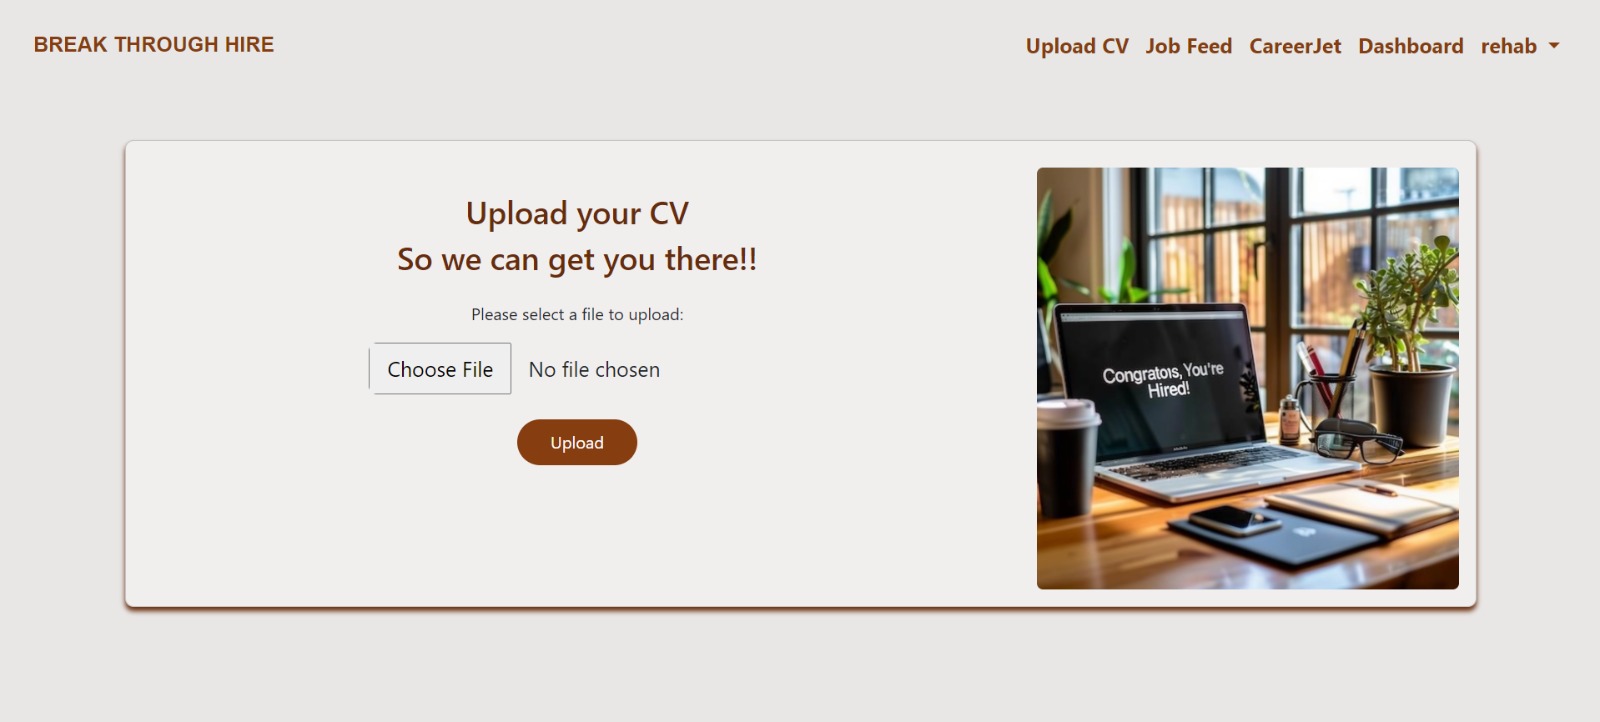 BREAK THROUGH HIRE
Upload CV Job Feed CareerJet Dashboard rehab
Upload your CV
So we can get you there!!
Please select a file to upload:
Choose File No file chosen
Upload
Congratoıs, You're
Hired!